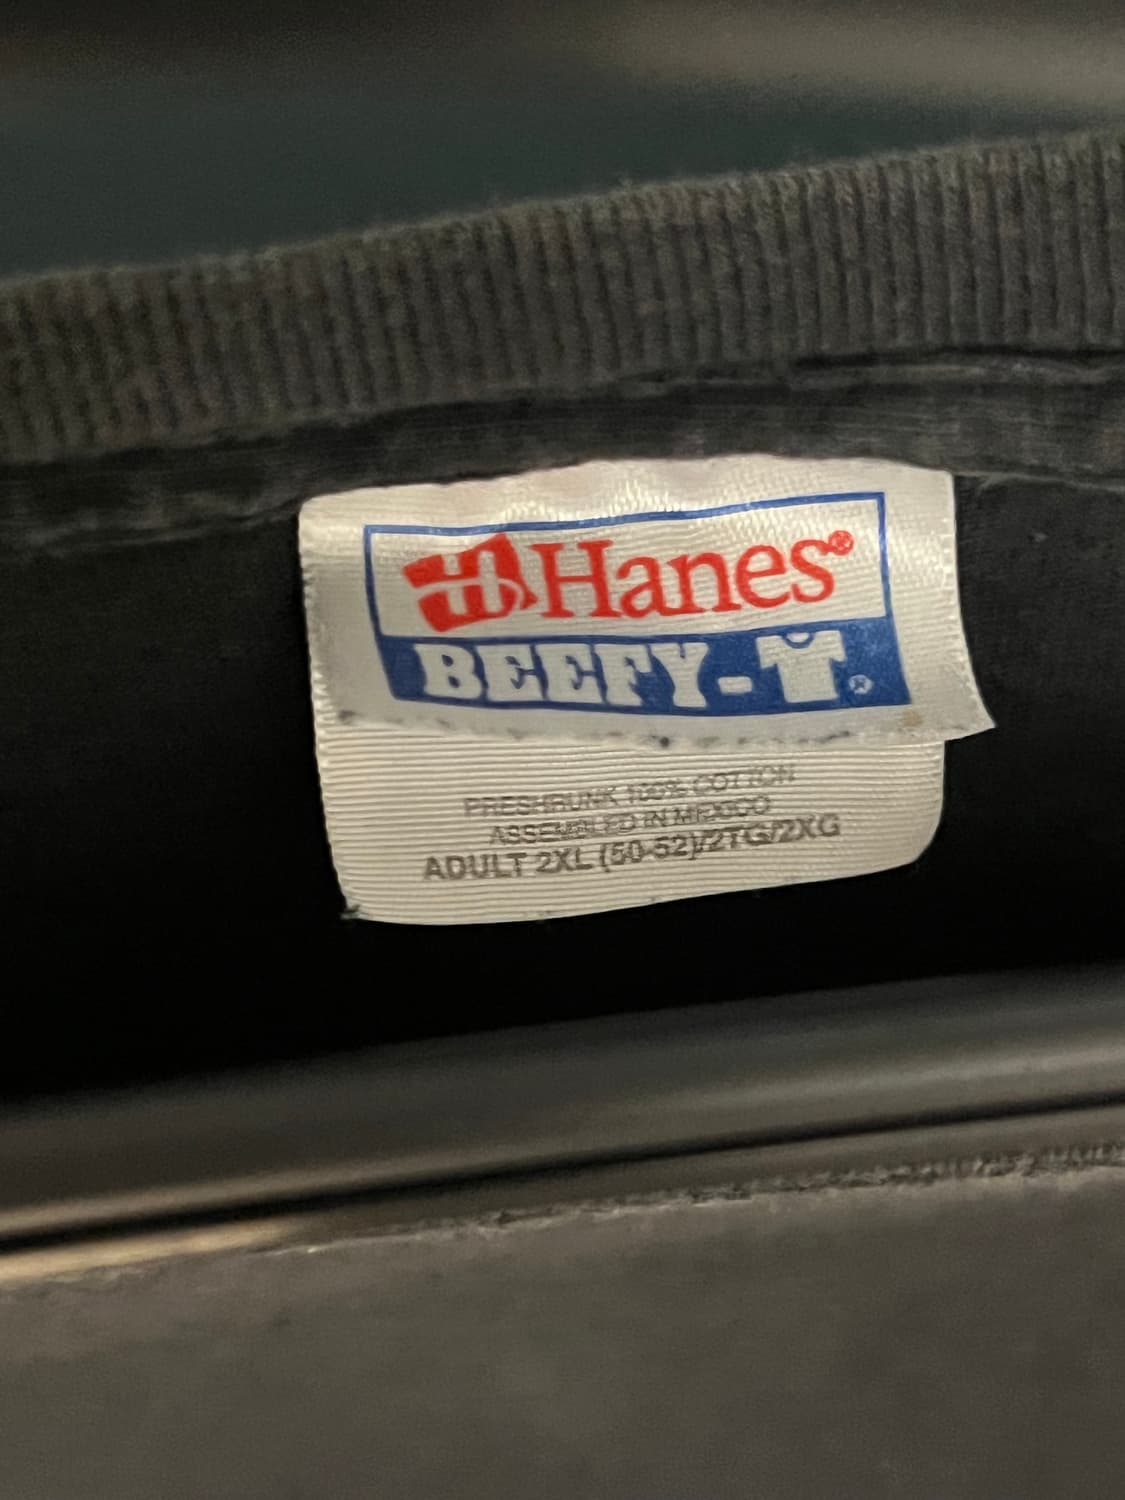 Hanes®
BEEFY-T®
PRESHRUNK 100% COTTON
ASSEMBLED IN MEXICO
ADULT 2XL (50-52)/2TG/2XG